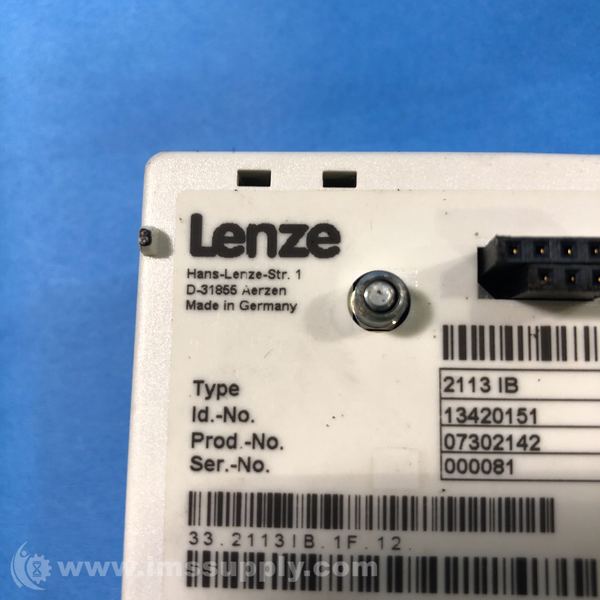 Lenze
Hans-Lenze-Str. 1
D-31855 Aerzen
Made in Germany
Type 2113 IB
Id.-No. 13420151
Prod.-No. 07302142
Ser.-No. 000081
33.2113IB.1F.12.
www.imssupply.com